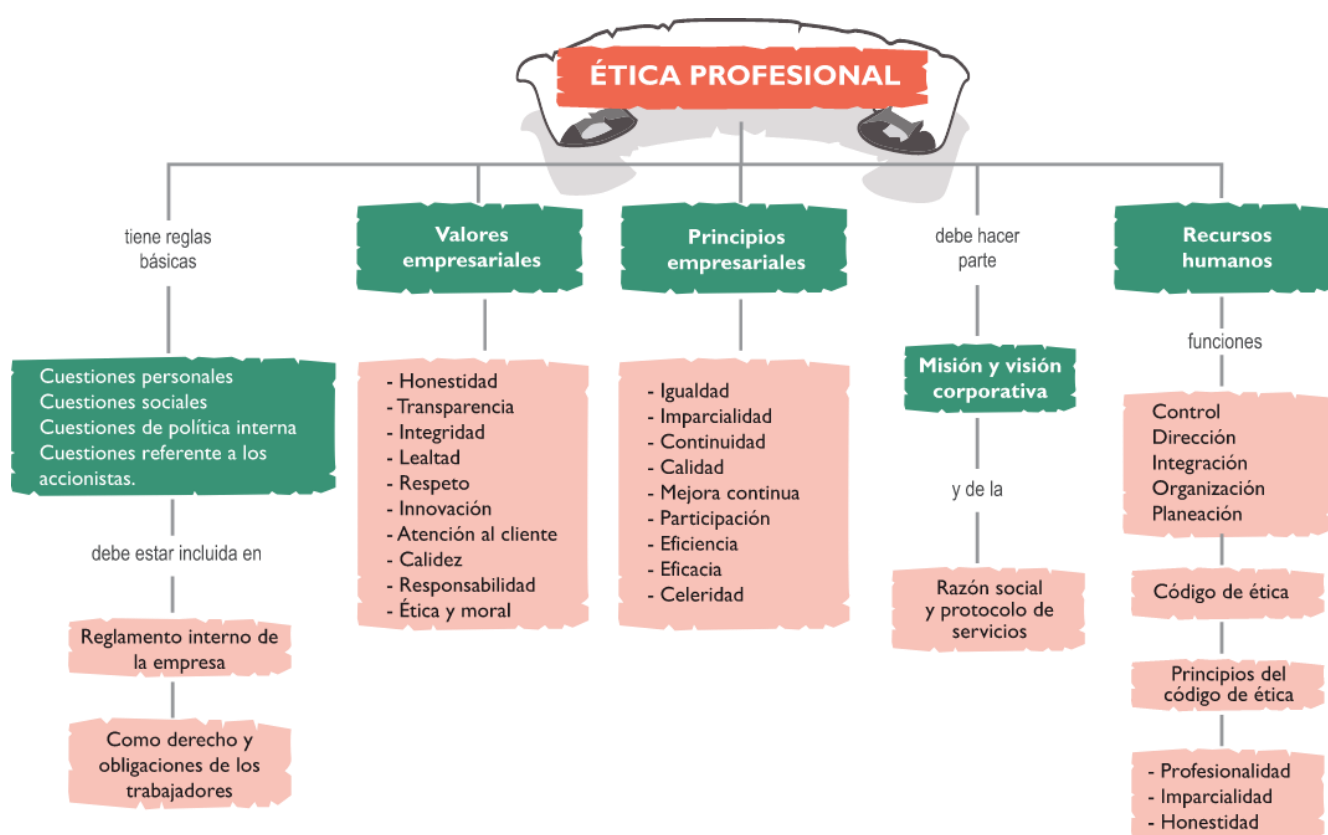 ÉTICA PROFESIONAL
tiene reglas
básicas
Cuestiones personales
Cuestiones sociales
Cuestiones de política interna
Cuestiones referente a los
accionistas.
debe estar incluida en
Reglamento interno de
la empresa
Como derecho y
obligaciones de los
trabajadores
Valores
empresariales
- Honestidad
- Transparencia
- Integridad
- Lealtad
- Respeto
- Innovación
- Atención al cliente
- Calidez
- Responsabilidad
- Ética y moral
Principios
empresariales
- Igualdad
- Imparcialidad
- Continuidad
- Calidad
- Mejora continua
- Participación
- Eficiencia
- Eficacia
- Celeridad
debe hacer
parte
Misión y visión
corporativa
y de la
Razón social
y protocolo de
servicios
Recursos
humanos
funciones
Control
Dirección
Integración
Organización
Planeación
Código de ética
Principios del
código de ética
- Profesionalidad
- Imparcialidad
- Honestidad